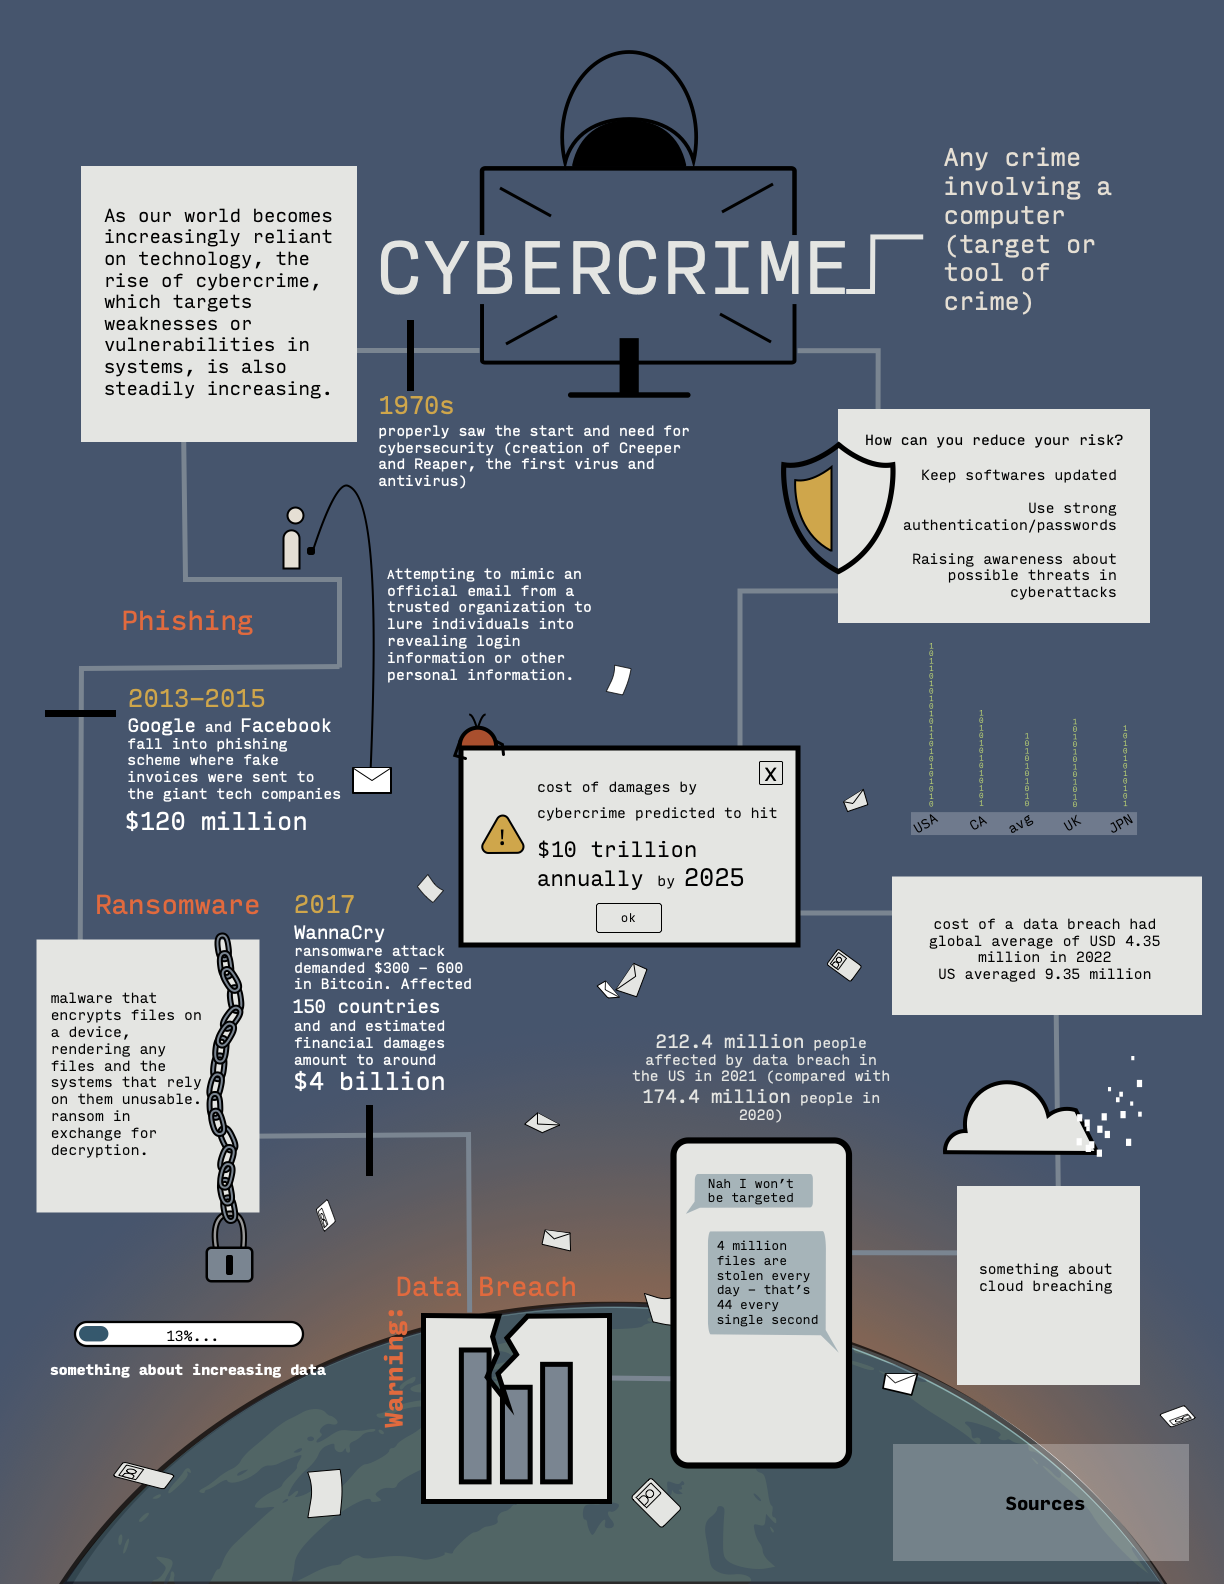 CYBERCRIME
Any crime
involving a
computer
(target or
tool of
crime)
As our world becomes
increasingly reliant
on technology, the
rise of cybercrime,
which targets
weaknesses or
vulnerabilities in
systems, is also
steadily increasing.
1970s
properly saw the start and need for
cybersecurity (creation of Creeper
and Reaper, the first virus and
antivirus)
How can you reduce your risk?
Keep softwares updated
Use strong
authentication/passwords
Raising awareness about
possible threats in
cyberattacks
Phishing
Attempting to mimic an
official email from a
trusted organization to
lure individuals into
revealing login
information or other
personal information.
2013-2015
Google and Facebook
fall into phishing
scheme where fake
invoices were sent to
the giant tech companies
$120 million
X
cost of damages by
cybercrime predicted to hit
!
$10 trillion
annually by 2025
ok
USA CA avg UK JPN
cost of a data breach had
global average of USD 4.35
million in 2022
US averaged 9.35 million
Ransomware
malware that
encrypts files on
a device,
rendering any
files and the
systems that rely
on them unusable.
ransom in
exchange for
decryption.
2017
WannaCry
ransomware attack
demanded $300 - 600
in Bitcoin. Affected
150 countries
and and estimated
financial damages
amount to around
$4 billion
212.4 million people
affected by data breach in
the US in 2021 (compared with
174.4 million people in
2020)
Nah I won't
be targeted
4 million
files are
stolen every
day - that's
44 every
single second
something about
cloud breaching
13%...
something about increasing data
Warning:
Data Breach
Sources